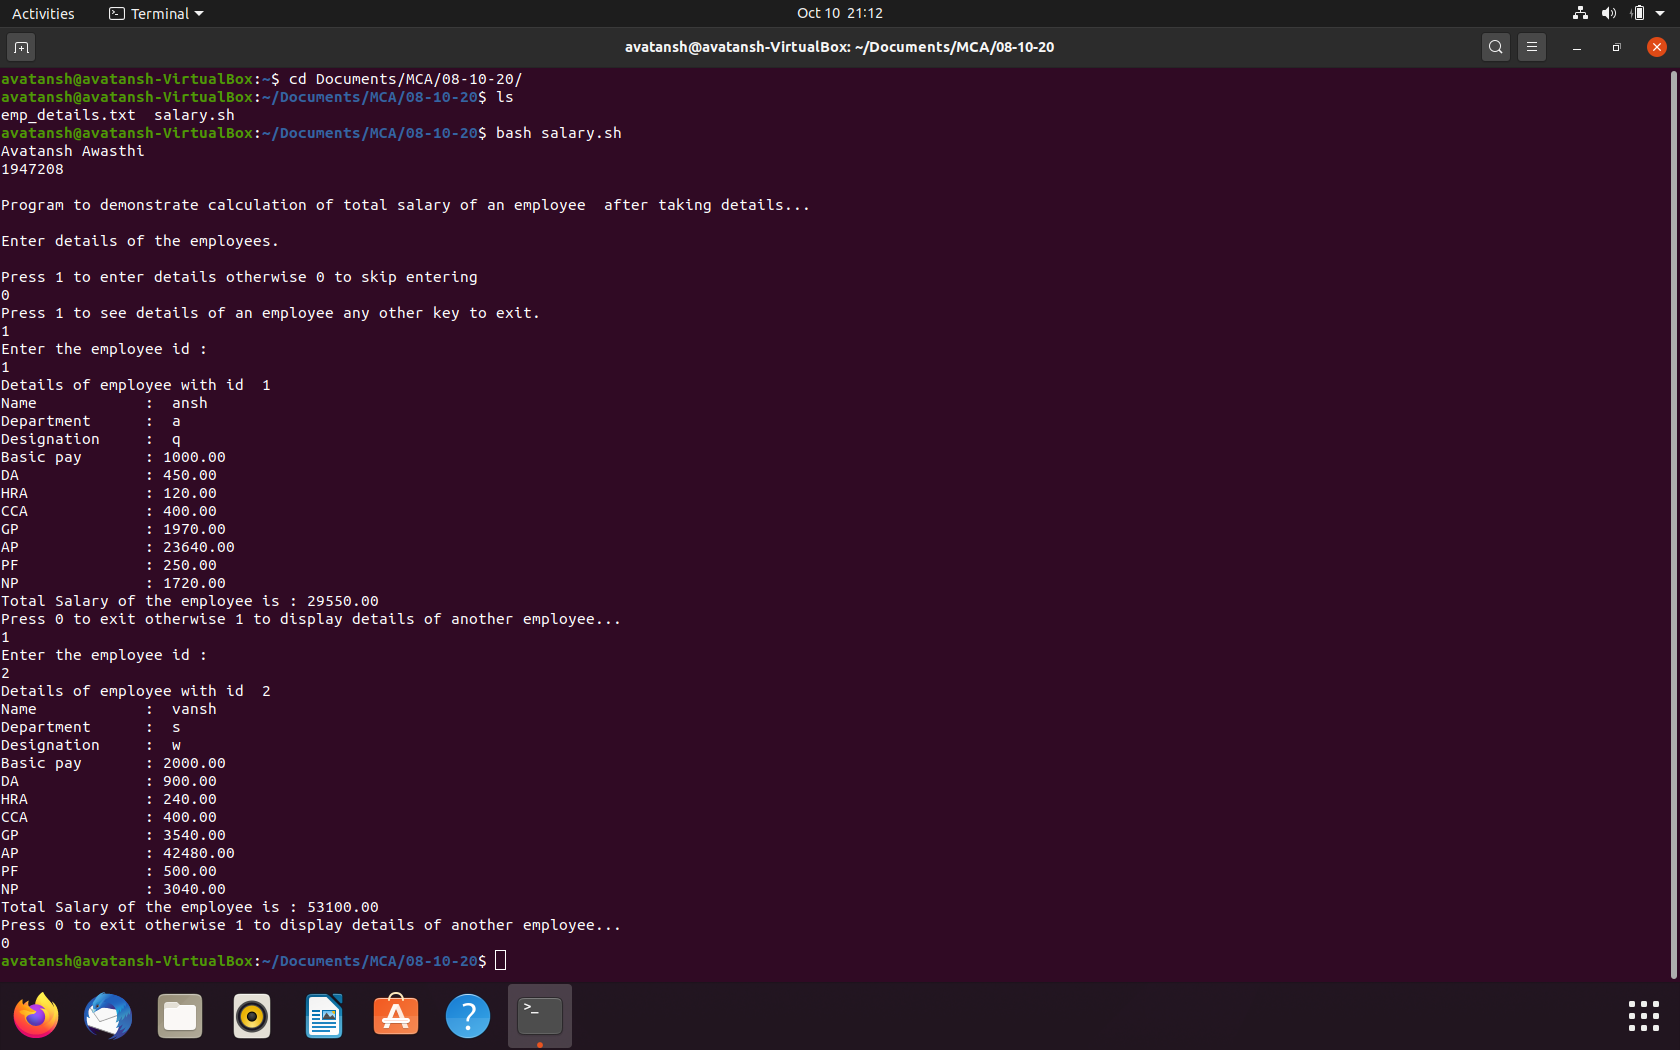 Activities Terminal Oct 10 21:12
avatansh@avatansh-VirtualBox: ~/Documents/MCA/08-10-20
avatansh@avatansh-VirtualBox:~$ cd Documents/MCA/08-10-20/
avatansh@avatansh-VirtualBox:~/Documents/MCA/08-10-20$ ls
emp_details.txt  salary.sh
avatansh@avatansh-VirtualBox:~/Documents/MCA/08-10-20$ bash salary.sh
Avatansh Awasthi
1947208
Program to demonstrate calculation of total salary of an employee  after taking details...
Enter details of the employees.
Press 1 to enter details otherwise 0 to skip entering
0
Press 1 to see details of an employee any other key to exit.
1
Enter the employee id :
1
Details of employee with id  1
Name            :  ansh
Department      :  a
Designation     :  q
Basic pay       : 1000.00
DA              : 450.00
HRA             : 120.00
CCA             : 400.00
GP              : 1970.00
AP              : 23640.00
PF              : 250.00
NP              : 1720.00
Total Salary of the employee is : 29550.00
Press 0 to exit otherwise 1 to display details of another employee...
1
Enter the employee id :
2
Details of employee with id  2
Name            :  vansh
Department      :  s
Designation     :  w
Basic pay       : 2000.00
DA              : 900.00
HRA             : 240.00
CCA             : 400.00
GP              : 3540.00
AP              : 42480.00
PF              : 500.00
NP              : 3040.00
Total Salary of the employee is : 53100.00
Press 0 to exit otherwise 1 to display details of another employee...
0
avatansh@avatansh-VirtualBox:~/Documents/MCA/08-10-20$